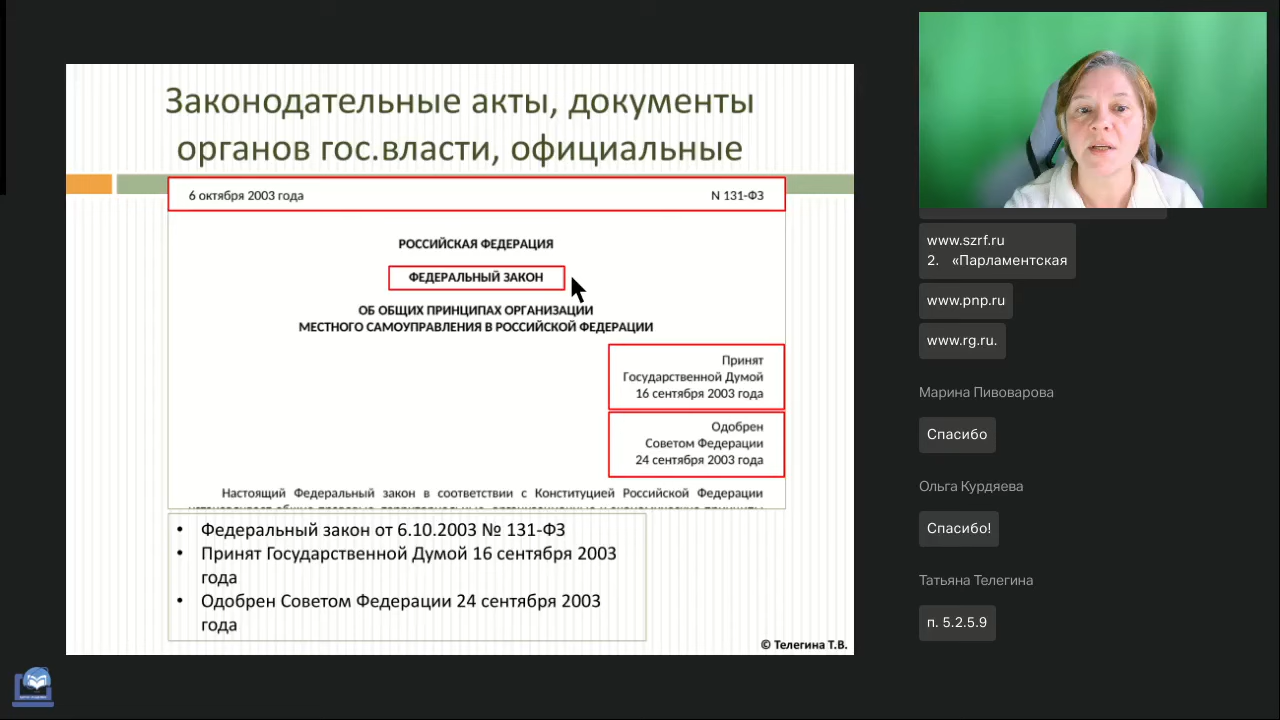 Законодательные акты, документы
органов гос.власти, официальные
6 октября 2003 года N 131-ФЗ
РОССИЙСКАЯ ФЕДЕРАЦИЯ
ФЕДЕРАЛЬНЫЙ ЗАКОН
ОБ ОБЩИХ ПРИНЦИПАХ ОРГАНИЗАЦИИ
МЕСТНОГО САМОУПРАВЛЕНИЯ В РОССИЙСКОЙ ФЕДЕРАЦИИ
Принят
Государственной Думой
16 сентября 2003 года
Одобрен
Советом Федерации
24 сентября 2003 года
Настоящий Федеральный закон в соответствии с Конституцией Российской Федерации
• Федеральный закон от 6.10.2003 № 131-ФЗ
• Принят Государственной Думой 16 сентября 2003
года
• Одобрен Советом Федерации 24 сентября 2003
года
© Телегина Т.В.
www.szrf.ru
2. «Парламентская
www.pnp.ru
www.rg.ru.
Марина Пивоварова
Спасибо
Ольга Курдяева
Спасибо!
Татьяна Телегина
п. 5.2.5.9